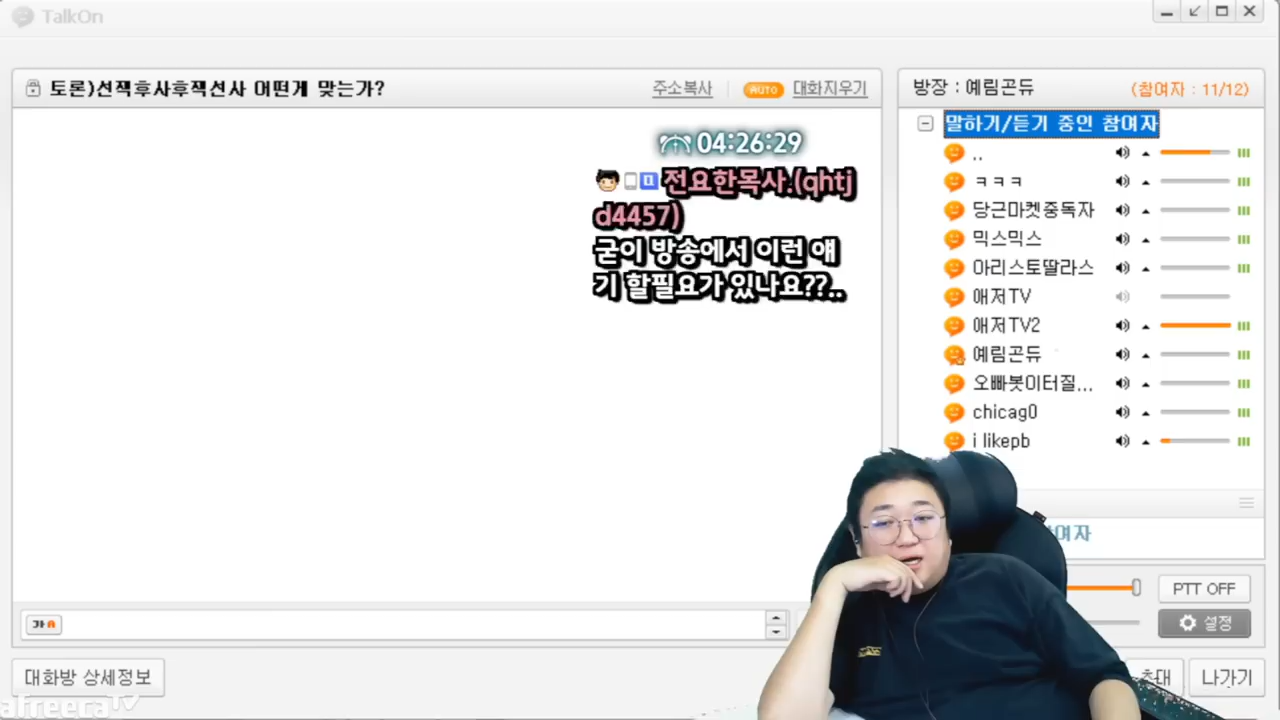 TalkOn
토론)선잭후사후잭선사 어떤게 맞는가?
주소복사
AUTO
대화지우기
04:26:29
전요한목사.(qhtj
d4457)
굳이 방송에서 이런 얘
기 할필요가 있나요??..
방장 : 예림곤듀
(참여자 : 11/12)
말하기/듣기 중인 참여자
..
ㅋㅋㅋ
당근마켓중독자
믹스믹스
아리스토딸라스
애저TV
애저TV2
예림곤듀
오빠봇이터질...
chicag0
i likepb
여자
PTT OFF
설정
가A
대화방 상세정보
초대
나가기
afreecaTV